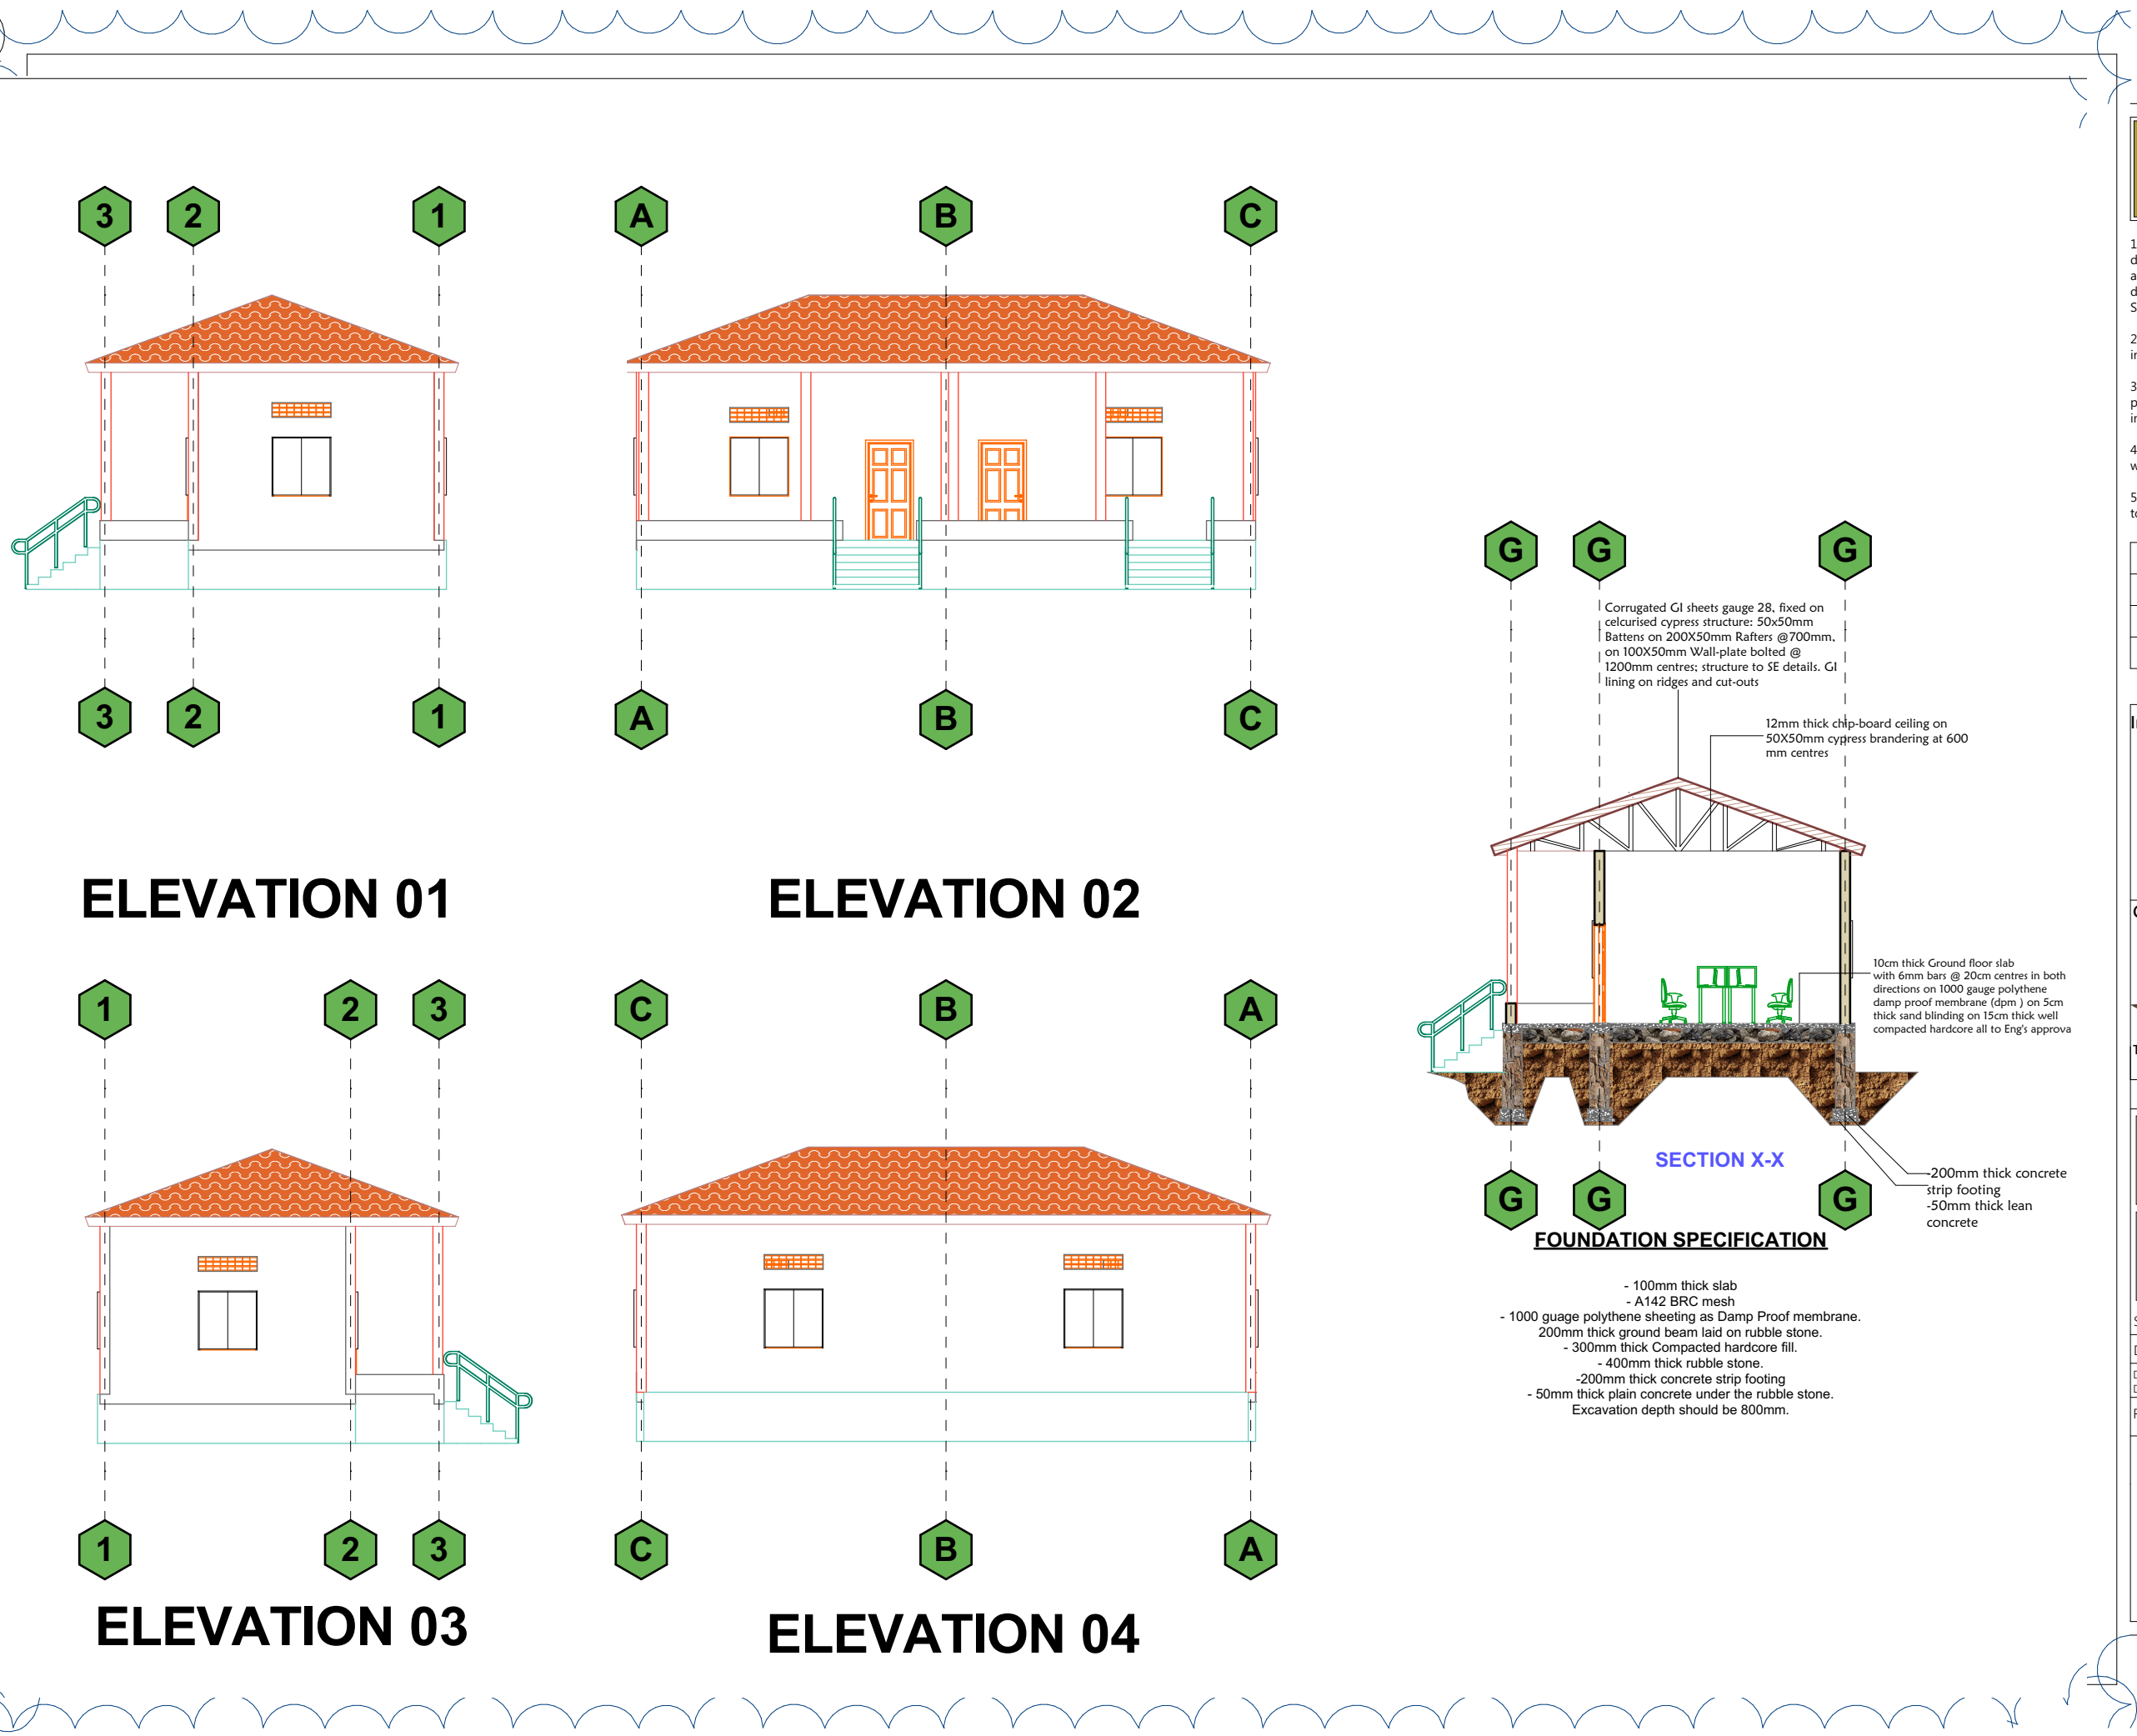 3 2 1
A B C
3 2 1
A B C
ELEVATION 01
ELEVATION 02
1 2 3
C B A
1 2 3
C B A
ELEVATION 03
ELEVATION 04
G G G
Corrugated GI sheets gauge 28, fixed on
celcurised cypress structure: 50x50mm
Battens on 200X50mm Rafters @700mm,
on 100X50mm Wall-plate bolted @
1200mm centres; structure to SE details. GI
lining on ridges and cut-outs
12mm thick chip-board ceiling on
50X50mm cypress brandering at 600
mm centres
10cm thick Ground floor slab
with 6mm bars @ 20cm centres in both
directions on 1000 gauge polythene
damp proof membrane (dpm ) on 5cm
thick sand blinding on 15cm thick well
compacted hardcore all to Eng's approva
SECTION X-X
-200mm thick concrete
strip footing
-50mm thick lean
concrete
G G G
FOUNDATION SPECIFICATION
- 100mm thick slab
- A142 BRC mesh
- 1000 guage polythene sheeting as Damp Proof membrane.
200mm thick ground beam laid on rubble stone.
- 300mm thick Compacted hardcore fill.
- 400mm thick rubble stone.
-200mm thick concrete strip footing
- 50mm thick plain concrete under the rubble stone.
Excavation depth should be 800mm.